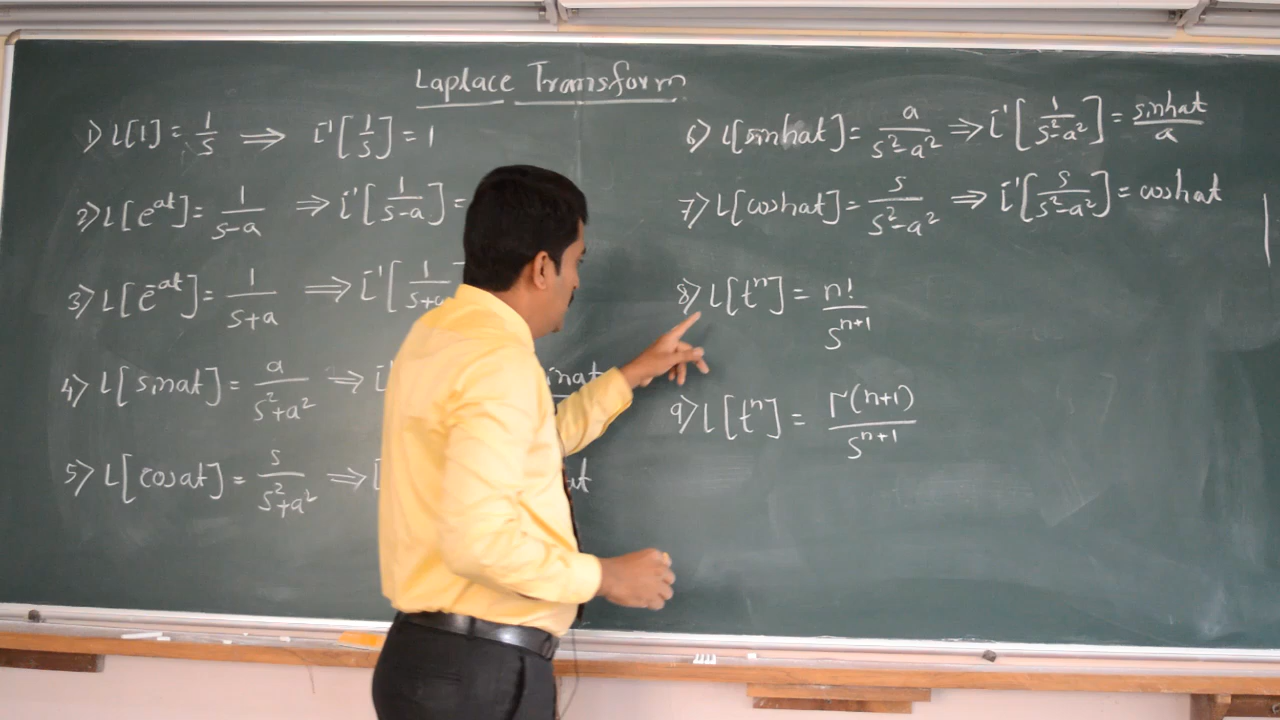 Laplace Transform
1) L[1] = 1/s ⇒ L⁻¹[1/s] = 1
2) L[e^at] = 1/(s-a) ⇒ L⁻¹[1/(s-a)] =
3) L[e^-at] = 1/(s+a) ⇒ L⁻¹[1/(s+a
4) L[sinat] = a/(s²+a²) ⇒ L inat
5) L[cosat] = s/(s²+a²) ⇒ [ at
6) L[sinhat] = a/(s²-a²) ⇒ L⁻¹[1/(s²-a²)] = sinhat/a
7) L[coshat] = s/(s²-a²) ⇒ L⁻¹[s/(s²-a²)] = coshat
8) L[t^n] = n!/s^(n+1)
9) L[t^n] = Γ(n+1)/s^(n+1)